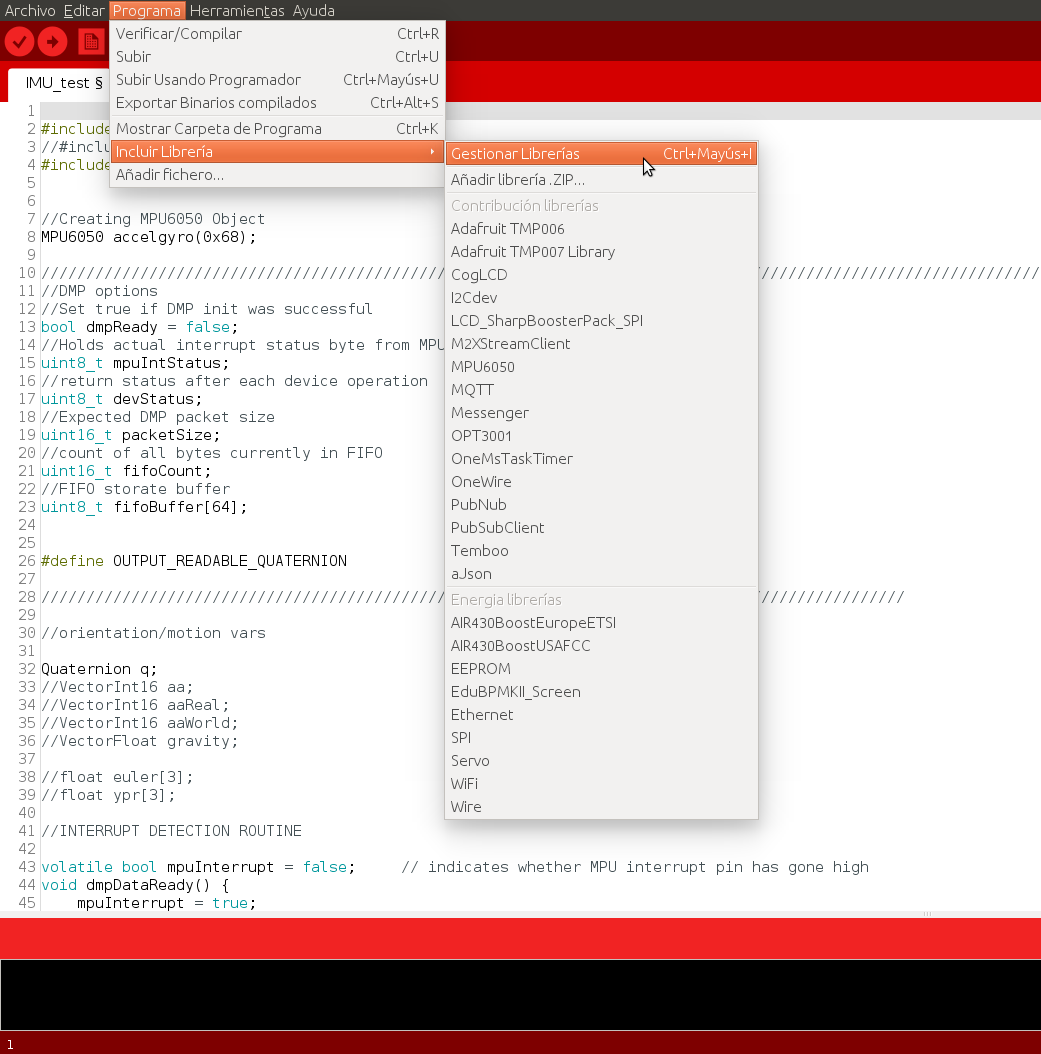 Archivo Editar Programa Herramientas Ayuda
Verificar/Compilar Ctrl+R
Subir Ctrl+U
Subir Usando Programador Ctrl+Mayús+U
Exportar Binarios compilados Ctrl+Alt+S
Mostrar Carpeta de Programa Ctrl+K
Incluir Librería
Añadir fichero...
Gestionar Librerías Ctrl+Mayús+I
Añadir librería .ZIP...
Contribución librerías
Adafruit TMP006
Adafruit TMP007 Library
CogLCD
I2Cdev
LCD_SharpBoosterPack_SPI
M2XStreamClient
MPU6050
MQTT
Messenger
OPT3001
OneMsTaskTimer
OneWire
PubNub
PubSubClient
Temboo
aJson
Energia librerías
AIR430BoostEuropeETSI
AIR430BoostUSAFCC
EEPROM
EduBPMKII_Screen
Ethernet
SPI
Servo
WiFi
Wire
IMU_test §
1
2 #include
3 //#inclu
4 #include
5
6
7 //Creating MPU6050 Object
8 MPU6050 accelgyro(0x68);
9
10 /////////////////////////////////////////////  ///////////////////////////////
11 //DMP options
12 //Set true if DMP init was successful
13 bool dmpReady = false;
14 //Holds actual interrupt status byte from MPU
15 uint8_t mpuIntStatus;
16 //return status after each device operation
17 uint8_t devStatus;
18 //Expected DMP packet size
19 uint16_t packetSize;
20 //count of all bytes currently in FIFO
21 uint16_t fifoCount;
22 //FIFO storate buffer
23 uint8_t fifoBuffer[64];
24
25
26 #define OUTPUT_READABLE_QUATERNION
27
28 /////////////////////////////////////////////  ////////////////
29
30 //orientation/motion vars
31
32 Quaternion q;
33 //VectorInt16 aa;
34 //VectorInt16 aaReal;
35 //VectorInt16 aaWorld;
36 //VectorFloat gravity;
37
38 //float euler[3];
39 //float ypr[3];
40
41 //INTERRUPT DETECTION ROUTINE
42
43 volatile bool mpuInterrupt = false;     // indicates whether MPU interrupt pin has gone high
44 void dmpDataReady() {
45     mpuInterrupt = true;
1